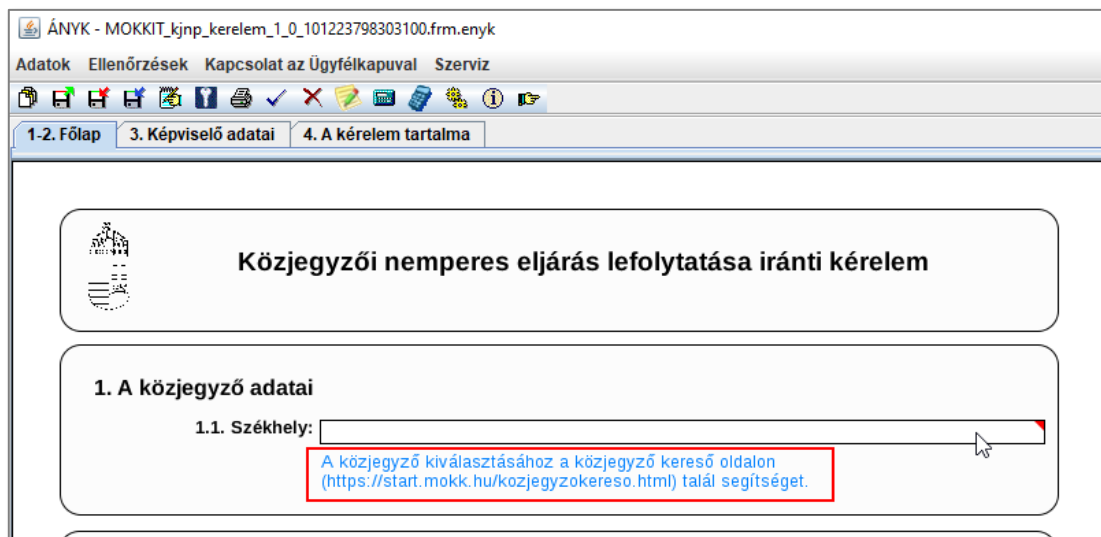 ÁNYK - MOKKIT_kjnp_kerelem_1_0_101223798303100.frm.enyk
Adatok Ellenőrzések Kapcsolat az Ügyfélkapuval Szerviz
1-2. Főlap 3. Képviselő adatai 4. A kérelem tartalma
Közjegyzői nemperes eljárás lefolytatása iránti kérelem
1. A közjegyző adatai
1.1. Székhely:
A közjegyző kiválasztásához a közjegyző kereső oldalon
(https://start.mokk.hu/kozjegyzokereso.html) talál segítséget.